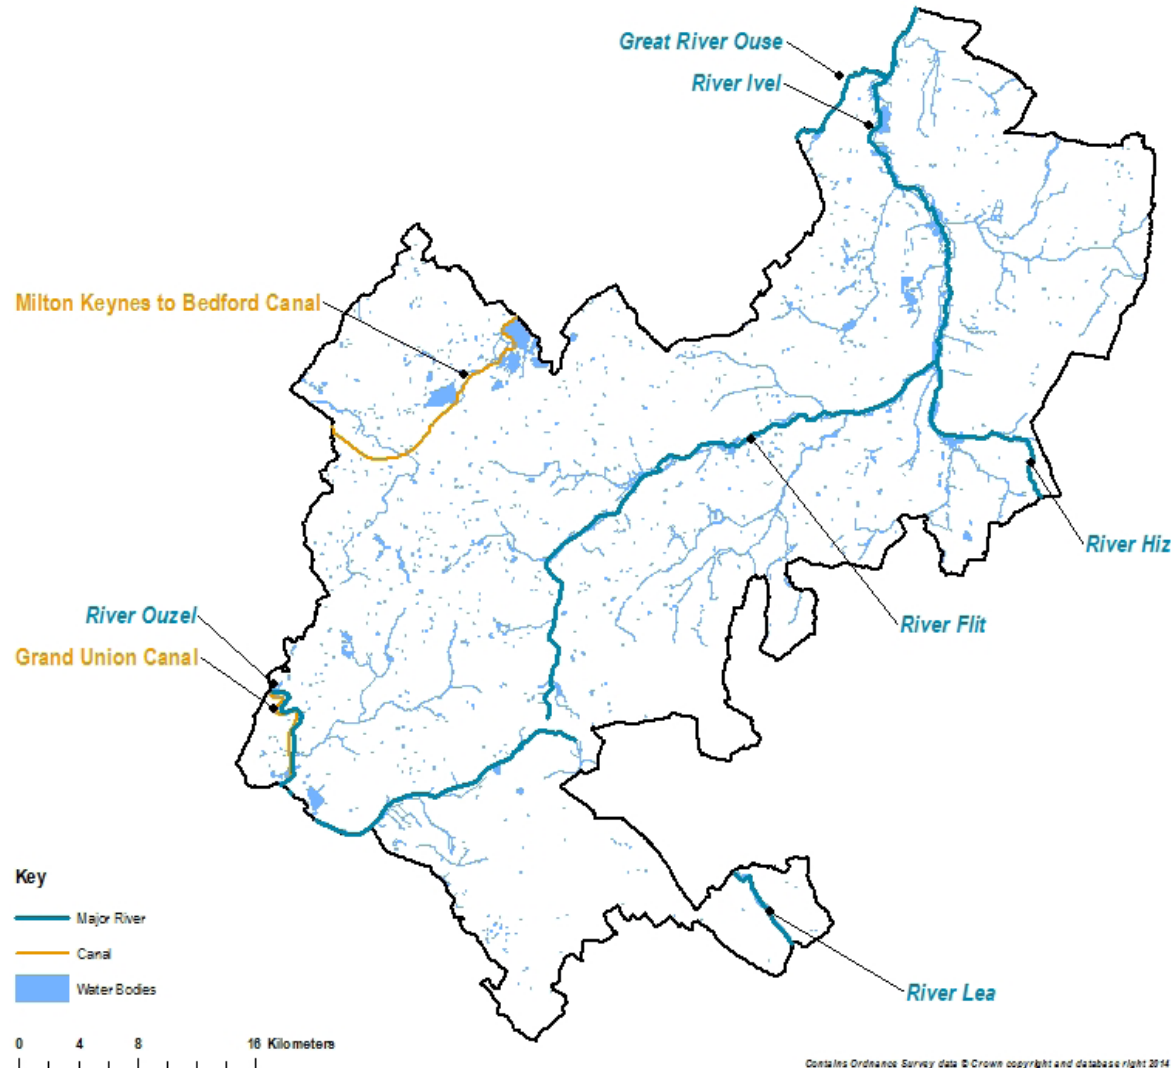 Great River Ouse
River Ivel
Milton Keynes to Bedford Canal
River Hiz
River Ouzel
River Flit
Grand Union Canal
Key
Major River
Canal
Water Bodies
River Lea
0 4 8 16 Kilometers
Contains Ordnance Survey data © Crown copyright and database right 2014